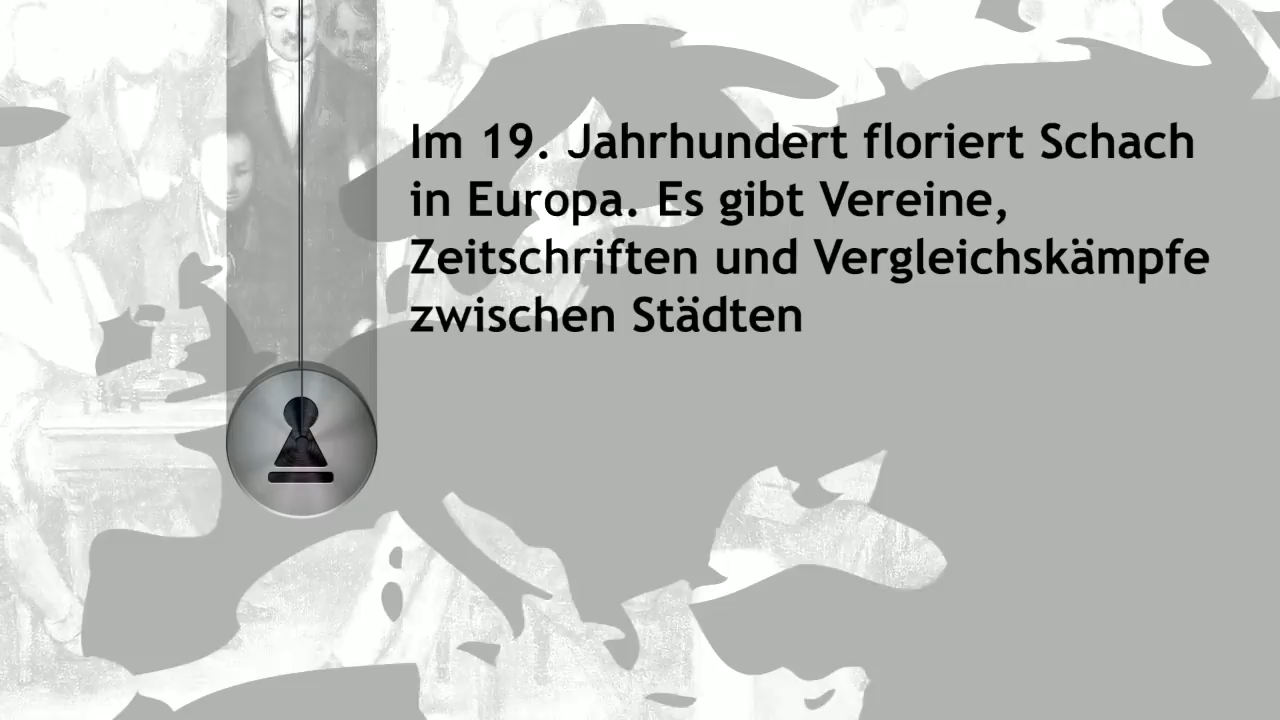 Im 19. Jahrhundert floriert Schach
in Europa. Es gibt Vereine,
Zeitschriften und Vergleichskämpfe
zwischen Städten